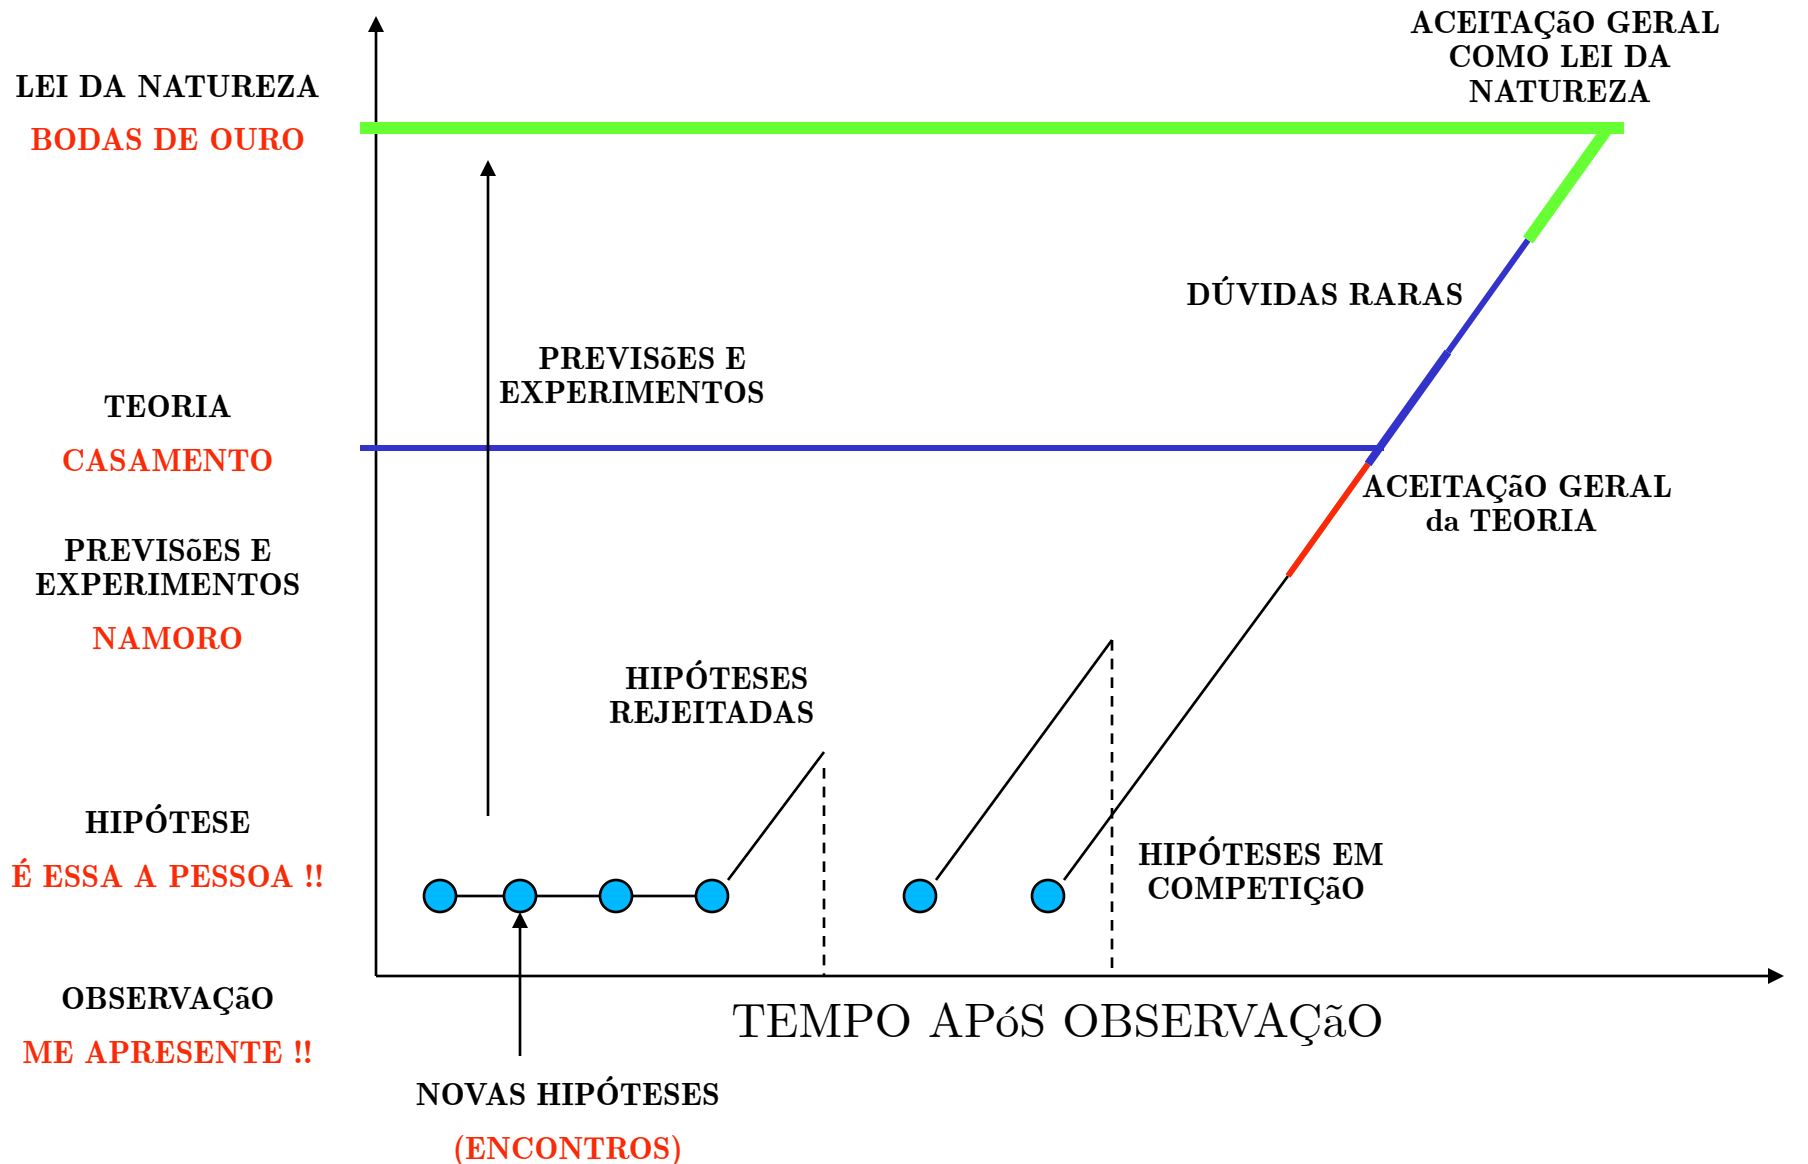 ACEITAÇãO GERAL
COMO LEI DA
NATUREZA
LEI DA NATUREZA
BODAS DE OURO
DÚVIDAS RARAS
PREVISõES E
EXPERIMENTOS
TEORIA
CASAMENTO
ACEITAÇãO GERAL
da TEORIA
PREVISõES E
EXPERIMENTOS
NAMORO
HIPÓTESES
REJEITADAS
HIPÓTESE
É ESSA A PESSOA !!
HIPÓTESES EM
COMPETIÇãO
OBSERVAÇãO
ME APRESENTE !!
TEMPO APóS OBSERVAÇãO
NOVAS HIPÓTESES
(ENCONTROS)